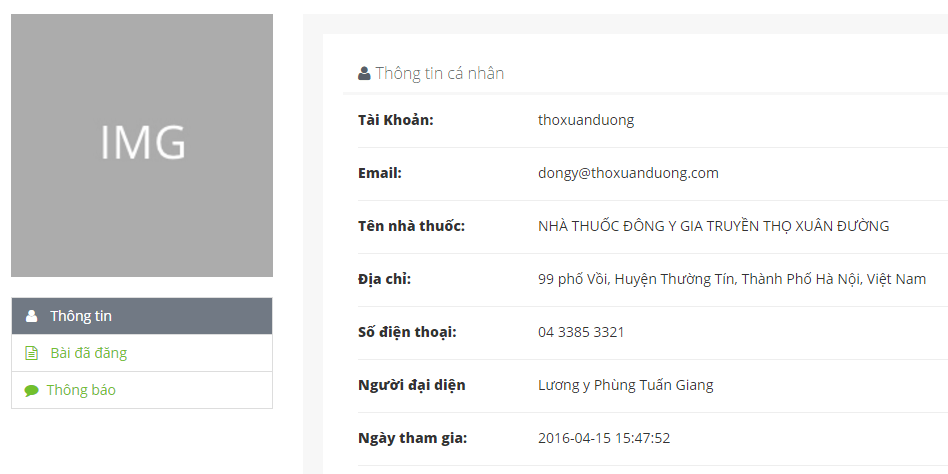 IMG
Thông tin
Bài đã đăng
Thông báo
Thông tin cá nhân
Tài Khoản: thoxuanduong
Email: dongy@thoxuanduong.com
Tên nhà thuốc: NHÀ THUỐC ĐÔNG Y GIA TRUYỀN THỌ XUÂN ĐƯỜNG
Địa chỉ: 99 phố Vồi, Huyện Thường Tín, Thành Phố Hà Nội, Việt Nam
Số điện thoại: 04 3385 3321
Người đại diện Lương y Phùng Tuấn Giang
Ngày tham gia: 2016-04-15 15:47:52